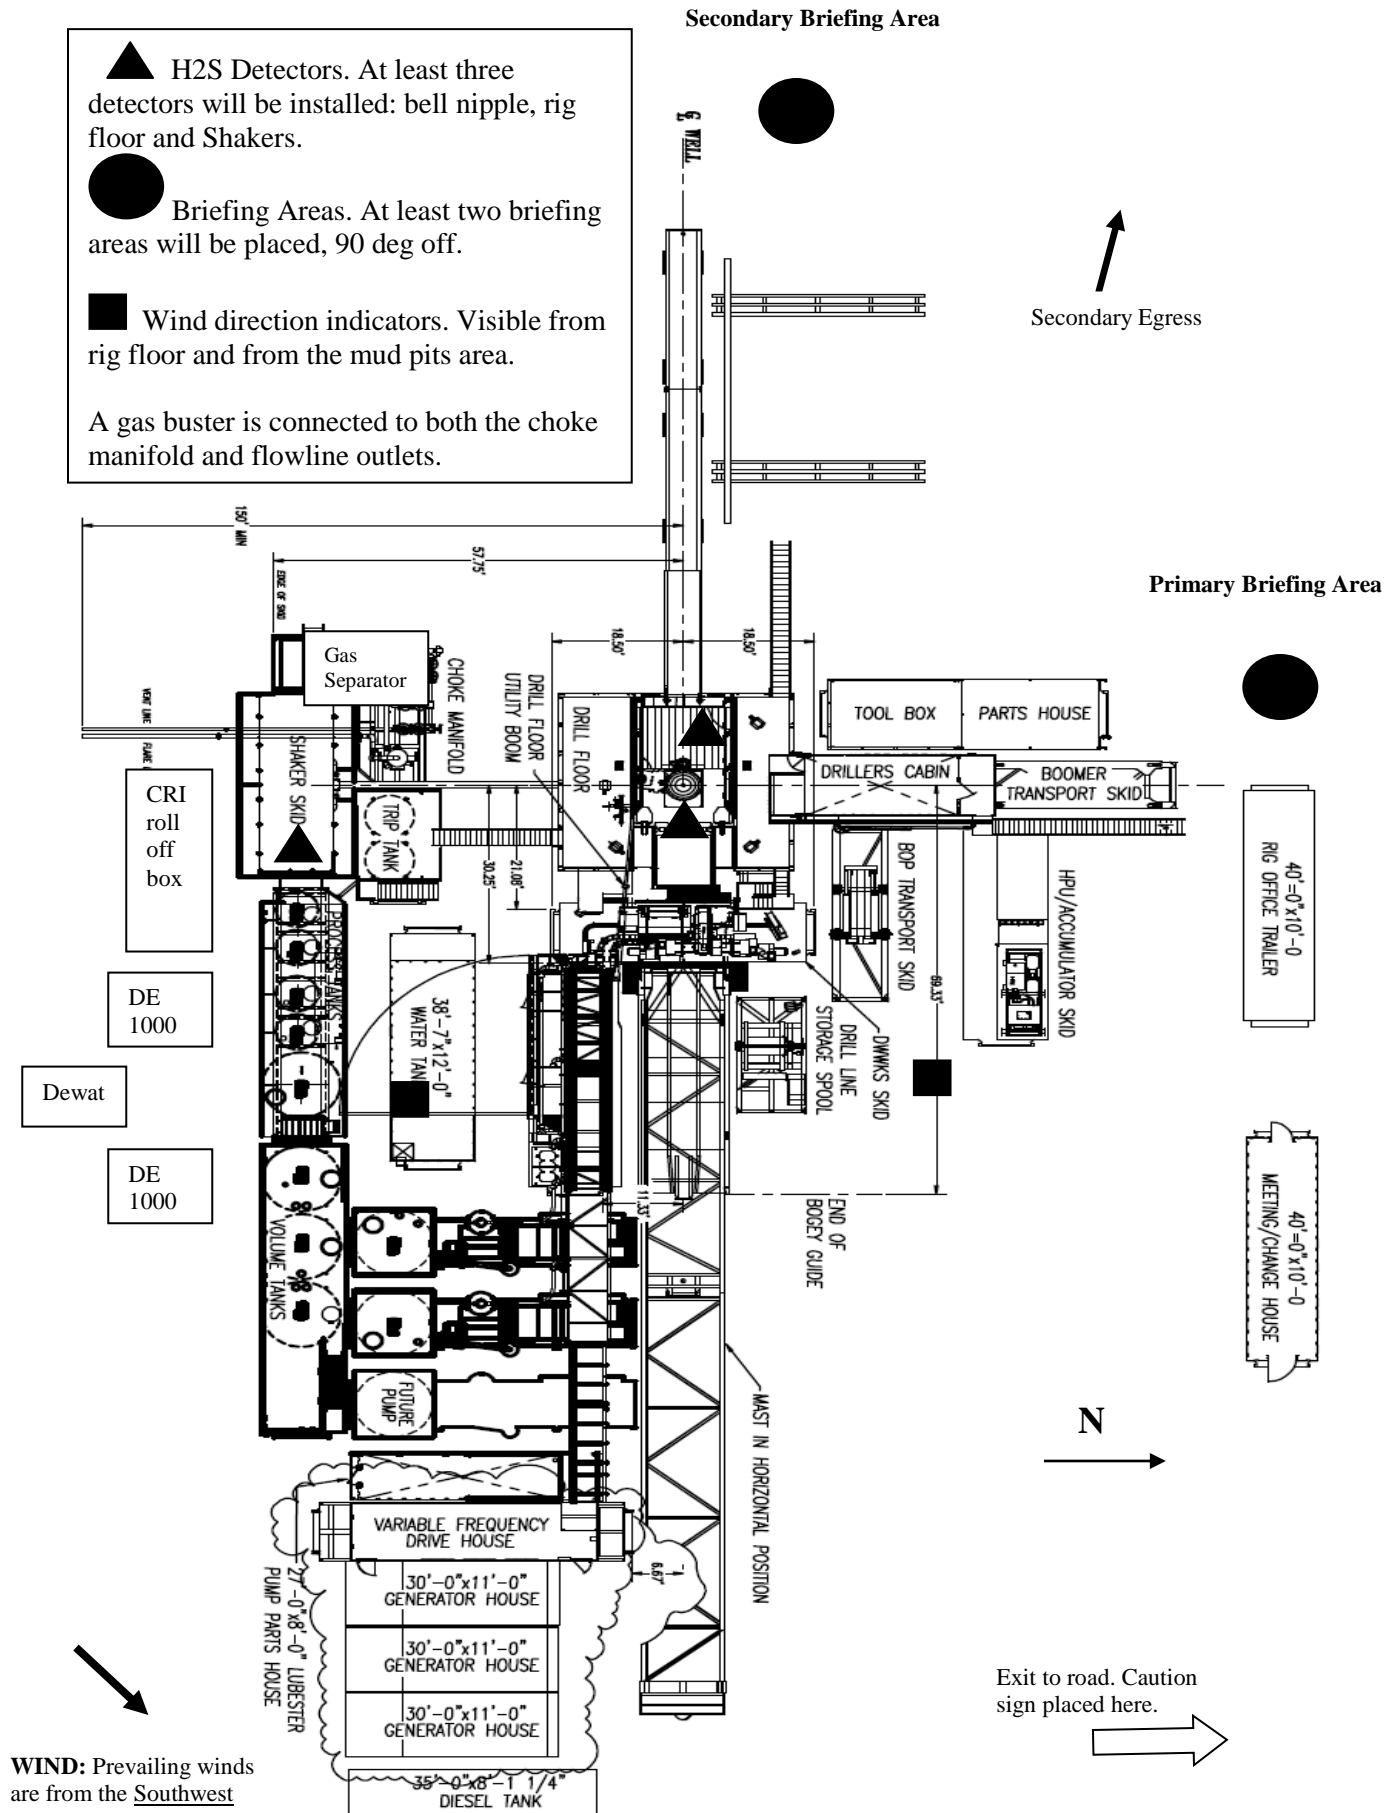 Secondary Briefing Area
H2S Detectors. At least three
detectors will be installed: bell nipple, rig
floor and Shakers.
Briefing Areas. At least two briefing
areas will be placed, 90 deg off.
Wind direction indicators. Visible from
rig floor and from the mud pits area.
A gas buster is connected to both the choke
manifold and flowline outlets.
℄ WELL
Secondary Egress
150' MIN
57.75'
EDGE OF SKID
Primary Briefing Area
18.50'
18.50'
Gas
Separator
CHOKE MANIFOLD
DRILL FLOOR
UTILITY BOOM
DRILL FLOOR
TOOL BOX
PARTS HOUSE
VENT LINE
FLARE
SHAKER SKID
DRILLERS CABIN
BOOMER
TRANSPORT SKID
CRI
roll
off
box
TRIP TANK
30.25'
21.08'
BOP TRANSPORT SKID
HPU/ACCUMULATOR SKID
40'=0"x10'-0
RIG OFFICE TRAILER
PROCESS TANKS
69.33'
DE
1000
38'-7"x12'-0"
WATER TANK
DRILL LINE
STORAGE SPOOL
DWWKS SKID
Dewat
DE
1000
11.33'
END OF
BOGEY GUIDE
40'=0"x10'-0
MEETING/CHANGE HOUSE
VOLUME TANKS
FUTURE
PUMP
MAST IN HORIZONTAL POSITION
N
VARIABLE FREQUENCY
DRIVE HOUSE
27'-0"x8'-0" LUBESTER
PUMP PARTS HOUSE
6.67'
30'-0"x11'-0"
GENERATOR HOUSE
30'-0"x11'-0"
GENERATOR HOUSE
30'-0"x11'-0"
GENERATOR HOUSE
Exit to road. Caution
sign placed here.
WIND: Prevailing winds
are from the Southwest
35'-0"x8'-1 1/4"
DIESEL TANK